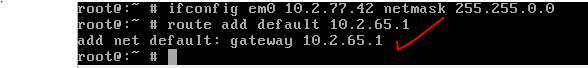 root@:~ # ifconfig em0 10.2.77.42 netmask 255.255.0.0
root@:~ # route add default 10.2.65.1
add net default: gateway 10.2.65.1
root@:~ #